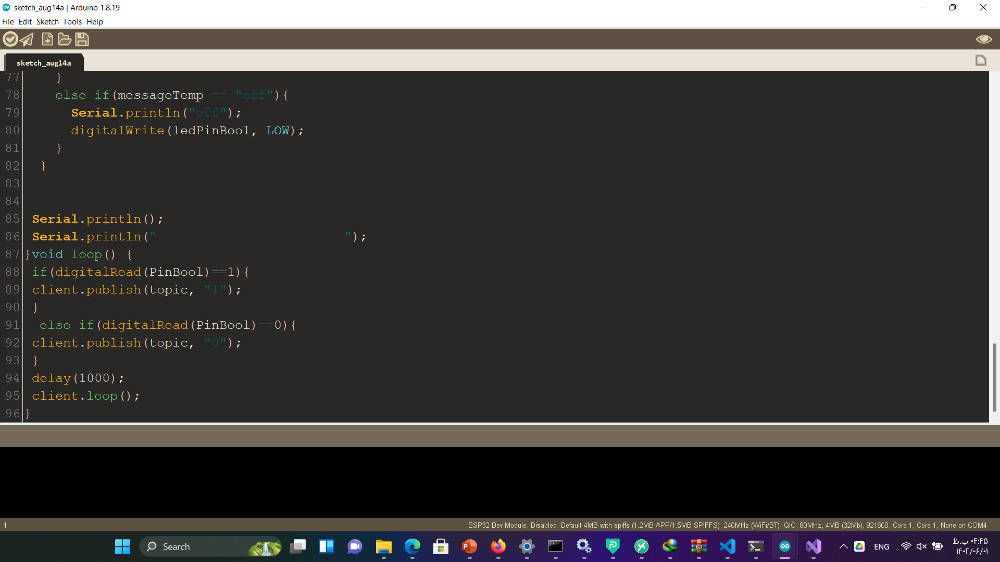 sketch_aug14a | Arduino 1.8.19
File Edit Sketch Tools Help
sketch_aug14a
77 }
78 else if(messageTemp == "off"){
79 Serial.println("off");
80 digitalWrite(ledPinBool, LOW);
81 }
82 }
83
84
85 Serial.println();
86 Serial.println(" - - - - - - - - - - - -");
87 }void loop() {
88 if(digitalRead(PinBool)==1){
89 client.publish(topic, "1");
90 }
91 else if(digitalRead(PinBool)==0){
92 client.publish(topic, "0");
93 }
94 delay(1000);
95 client.loop();
96 }
1 ESP32 Dev Module, Disabled, Default 4MB with spiffs (1.2MB APP/1.5MB SPIFFS), 240MHz (WiFi/BT), QIO, 80MHz, 4MB (32Mb), 921600, Core 1, Core 1, None on COM4
Search ENG ۰۴:۴۵ ب.ظ
۱۴۰۲/۰۶/۰۱